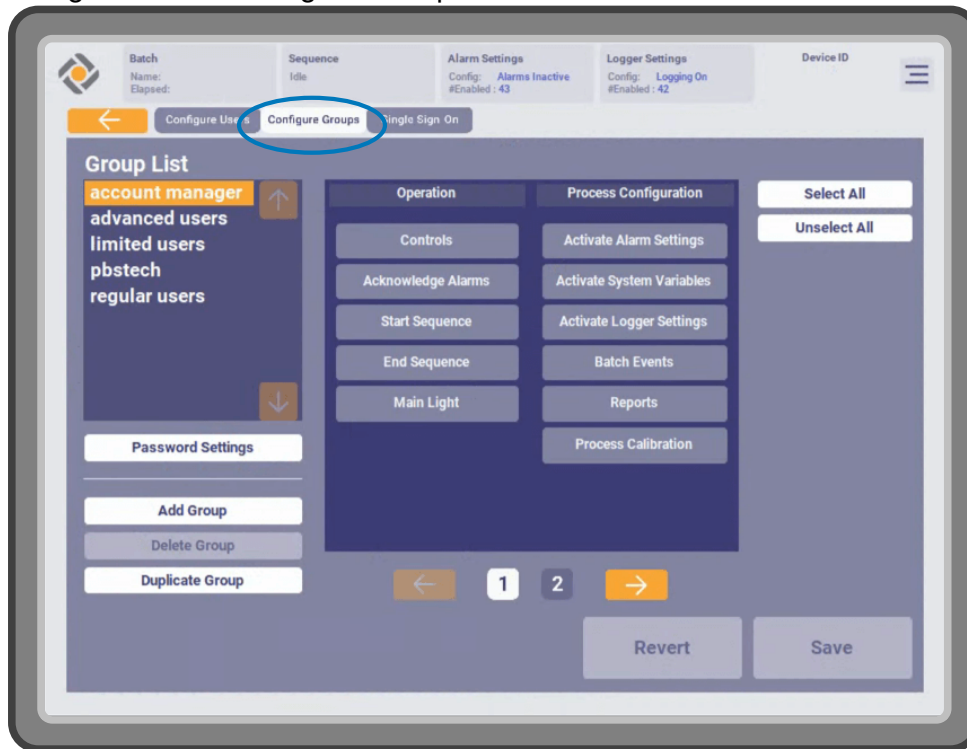 Batch
Name:
Elapsed:
Sequence
Idle
Alarm Settings
Config: Alarms Inactive
#Enabled : 43
Logger Settings
Config: Logging On
#Enabled : 42
Device ID
Configure Users
Configure Groups
Single Sign On
Group List
account manager
advanced users
limited users
pbstech
regular users
Password Settings
Add Group
Delete Group
Duplicate Group
Operation
Controls
Acknowledge Alarms
Start Sequence
End Sequence
Main Light
Process Configuration
Activate Alarm Settings
Activate System Variables
Activate Logger Settings
Batch Events
Reports
Process Calibration
Select All
Unselect All
1
2
Revert
Save